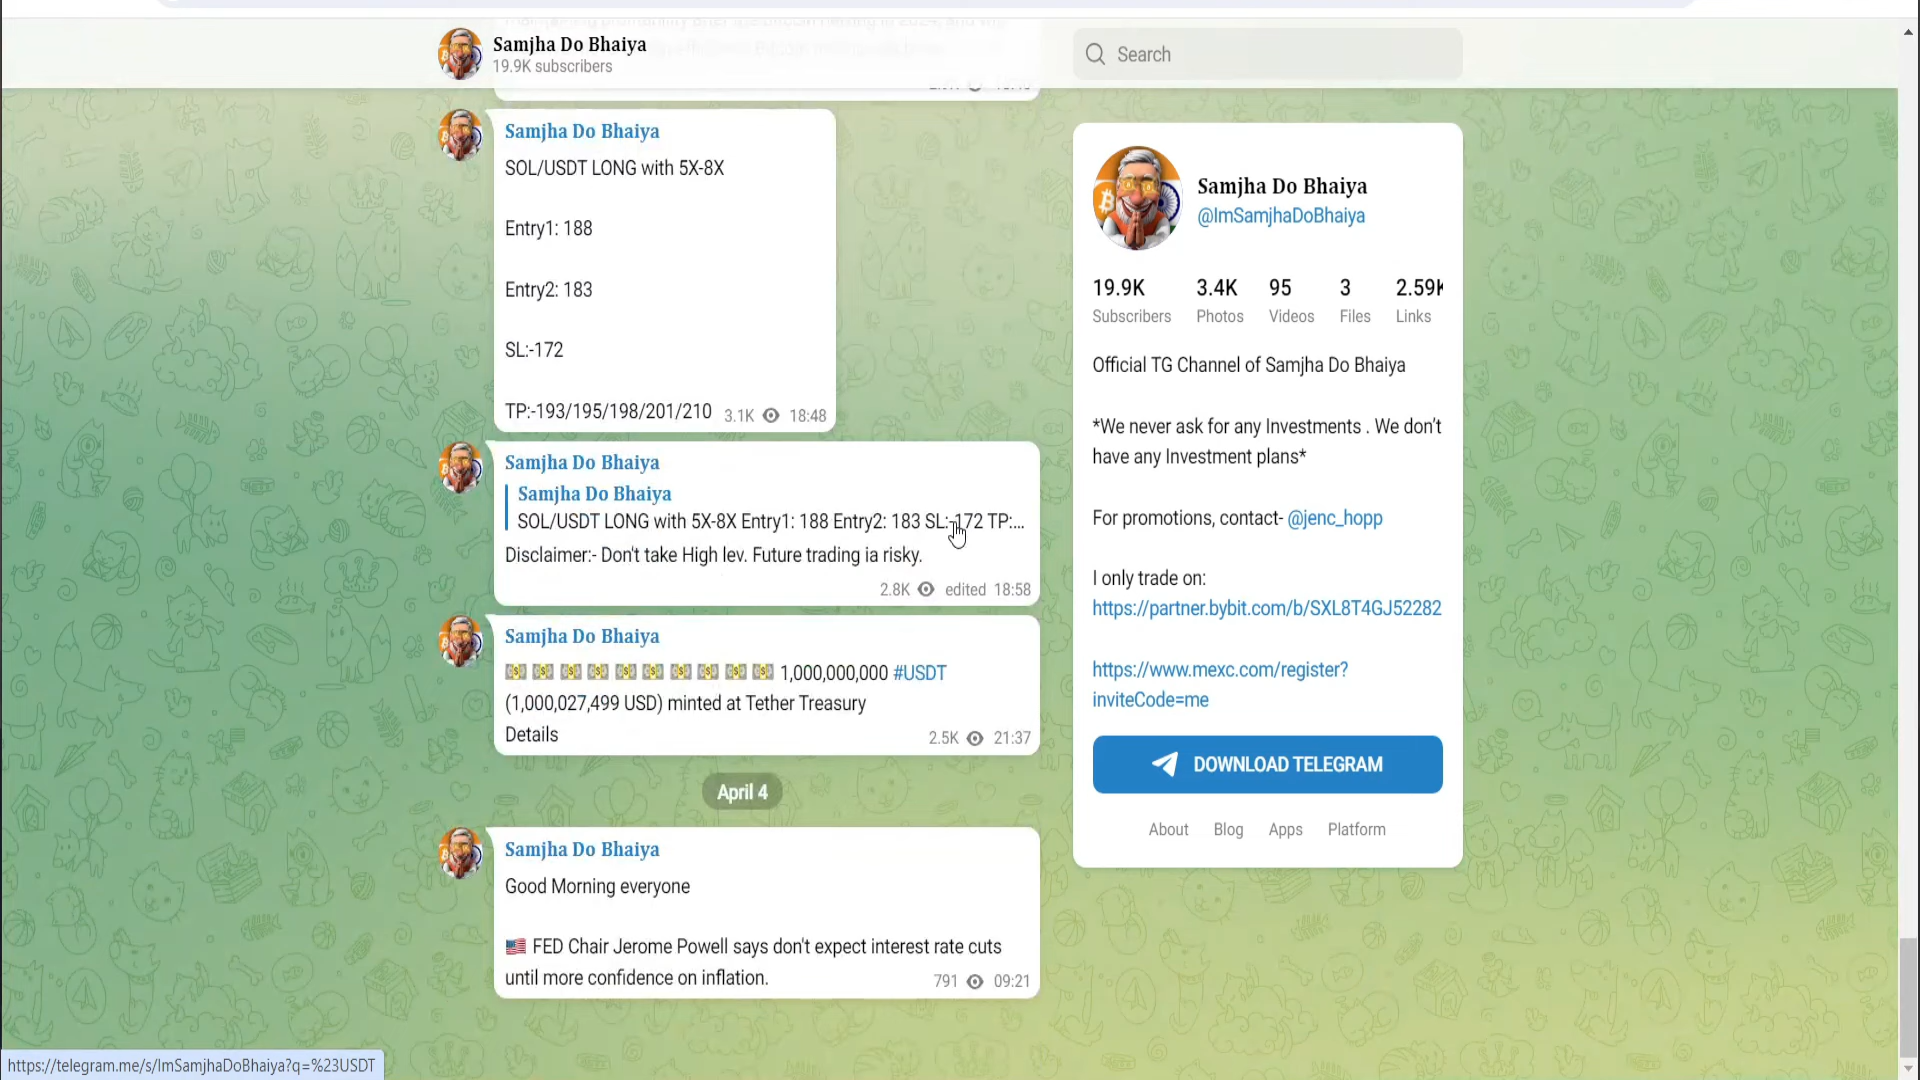 Samjha Do Bhaiya
19.9K subscribers
Search
Samjha Do Bhaiya
SOL/USDT LONG with 5X-8X
Entry1: 188
Entry2: 183
SL:-172
TP:-193/195/198/201/210
3.1K 18:48
Samjha Do Bhaiya
Samjha Do Bhaiya
SOL/USDT LONG with 5X-8X Entry1: 188 Entry2: 183 SL:-172 TP:...
Disclaimer:- Don't take High lev. Future trading ia risky.
2.8K edited 18:58
Samjha Do Bhaiya
1,000,000,000 #USDT
(1,000,027,499 USD) minted at Tether Treasury
Details
2.5K 21:37
April 4
Samjha Do Bhaiya
Good Morning everyone
FED Chair Jerome Powell says don't expect interest rate cuts
until more confidence on inflation.
791 09:21
Samjha Do Bhaiya
@ImSamjhaDoBhaiya
19.9K 3.4K 95 3 2.59K
Subscribers Photos Videos Files Links
Official TG Channel of Samjha Do Bhaiya
*We never ask for any Investments . We don't
have any Investment plans*
For promotions, contact- @jenc_hopp
I only trade on:
https://partner.bybit.com/b/SXL8T4GJ52282
https://www.mexc.com/register?
inviteCode=me
DOWNLOAD TELEGRAM
About Blog Apps Platform
https://telegram.me/s/ImSamjhaDoBhaiya?q=%23USDT